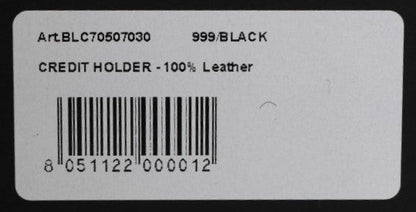 Art.BLC70507030 999/BLACK
CREDIT HOLDER - 100% Leather
8 051122 000012